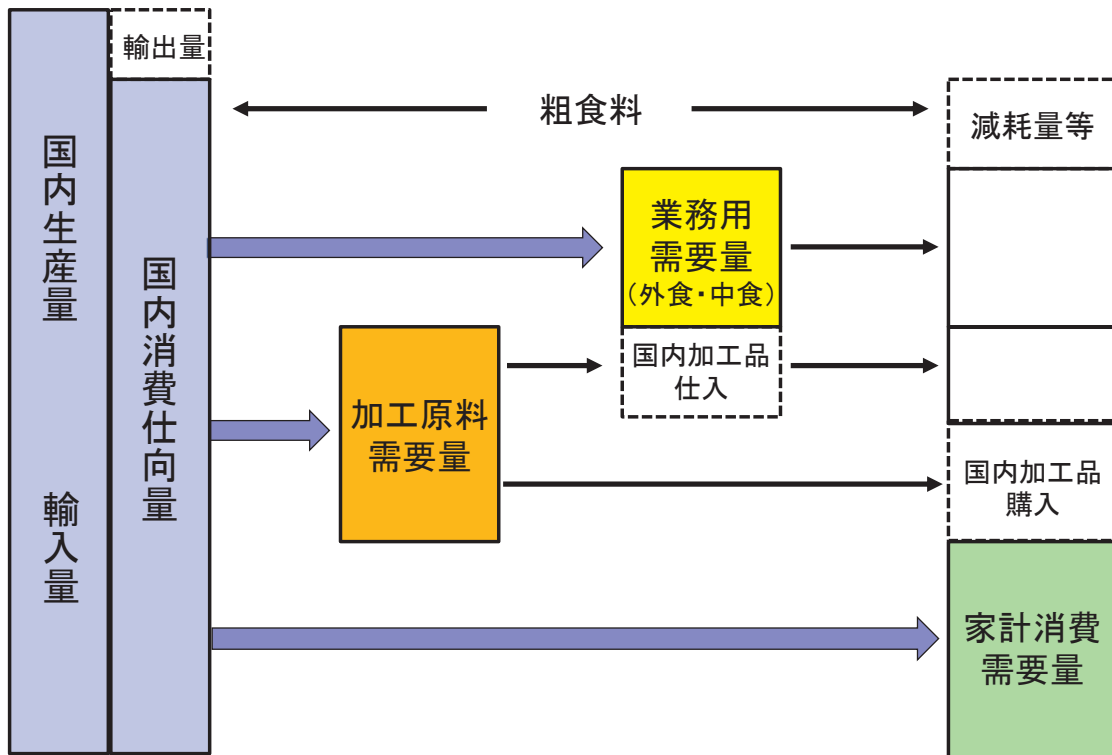 輸出量
国内生産量
輸入量
国内消費仕向量
粗食料
減耗量等
業務用
需要量
（外食・中食）
国内加工品
仕入
加工原料
需要量
国内加工品
購入
家計消費
需要量